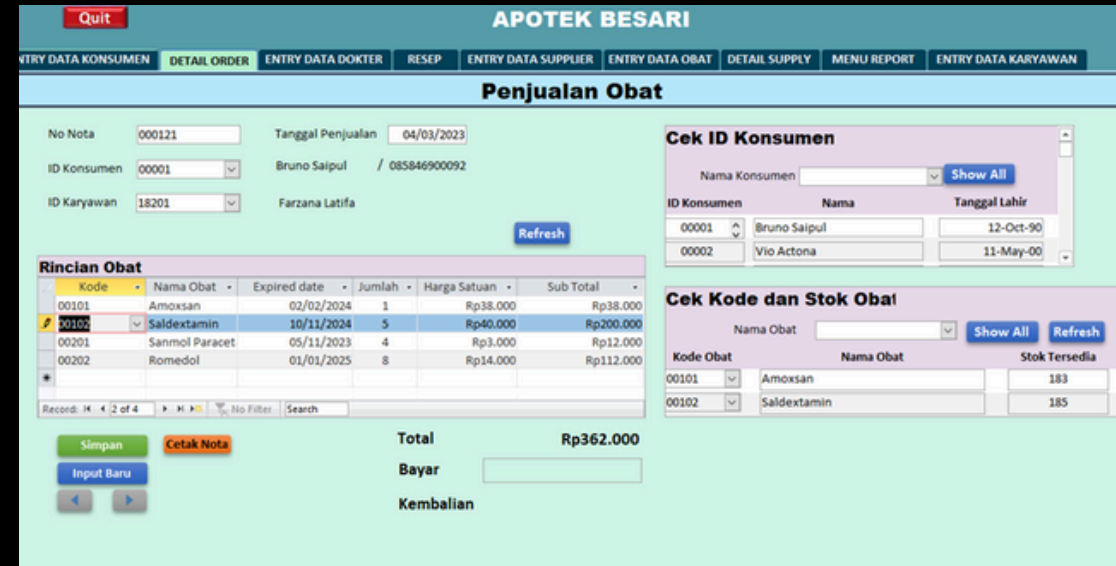 Quit
APOTEK BESARI
NTRY DATA KONSUMEN DETAIL ORDER ENTRY DATA DOKTER RESEP ENTRY DATA SUPPLIER ENTRY DATA OBAT DETAIL SUPPLY MENU REPORT ENTRY DATA KARYAWAN
Penjualan Obat
No Nota 000121 Tanggal Penjualan 04/03/2023
ID Konsumen 00001 Bruno Saipul / 085846900092
ID Karyawan 18201 Farzana Latifa
Refresh
Rincian Obat
Kode Nama Obat Expired date Jumlah Harga Satuan Sub Total
00101 Amoxsan 02/02/2024 1 Rp38.000 Rp38.000
00102 Saldextamin 10/11/2024 5 Rp40.000 Rp200.000
00201 Sanmol Paracet 05/11/2023 4 Rp3.000 Rp12.000
00202 Romedol 01/01/2025 8 Rp14.000 Rp112.000
Record: 2 of 4 No Filter Search
Simpan Cetak Nota
Input Baru
Total Rp362.000
Bayar
Kembalian
Cek ID Konsumen
Nama Konsumen Show All
ID Konsumen Nama Tanggal Lahir
00001 Bruno Saipul 12-Oct-90
00002 Vio Actona 11-May-00
Cek Kode dan Stok Obat
Nama Obat Show All Refresh
Kode Obat Nama Obat Stok Tersedia
00101 Amoxsan 183
00102 Saldextamin 185